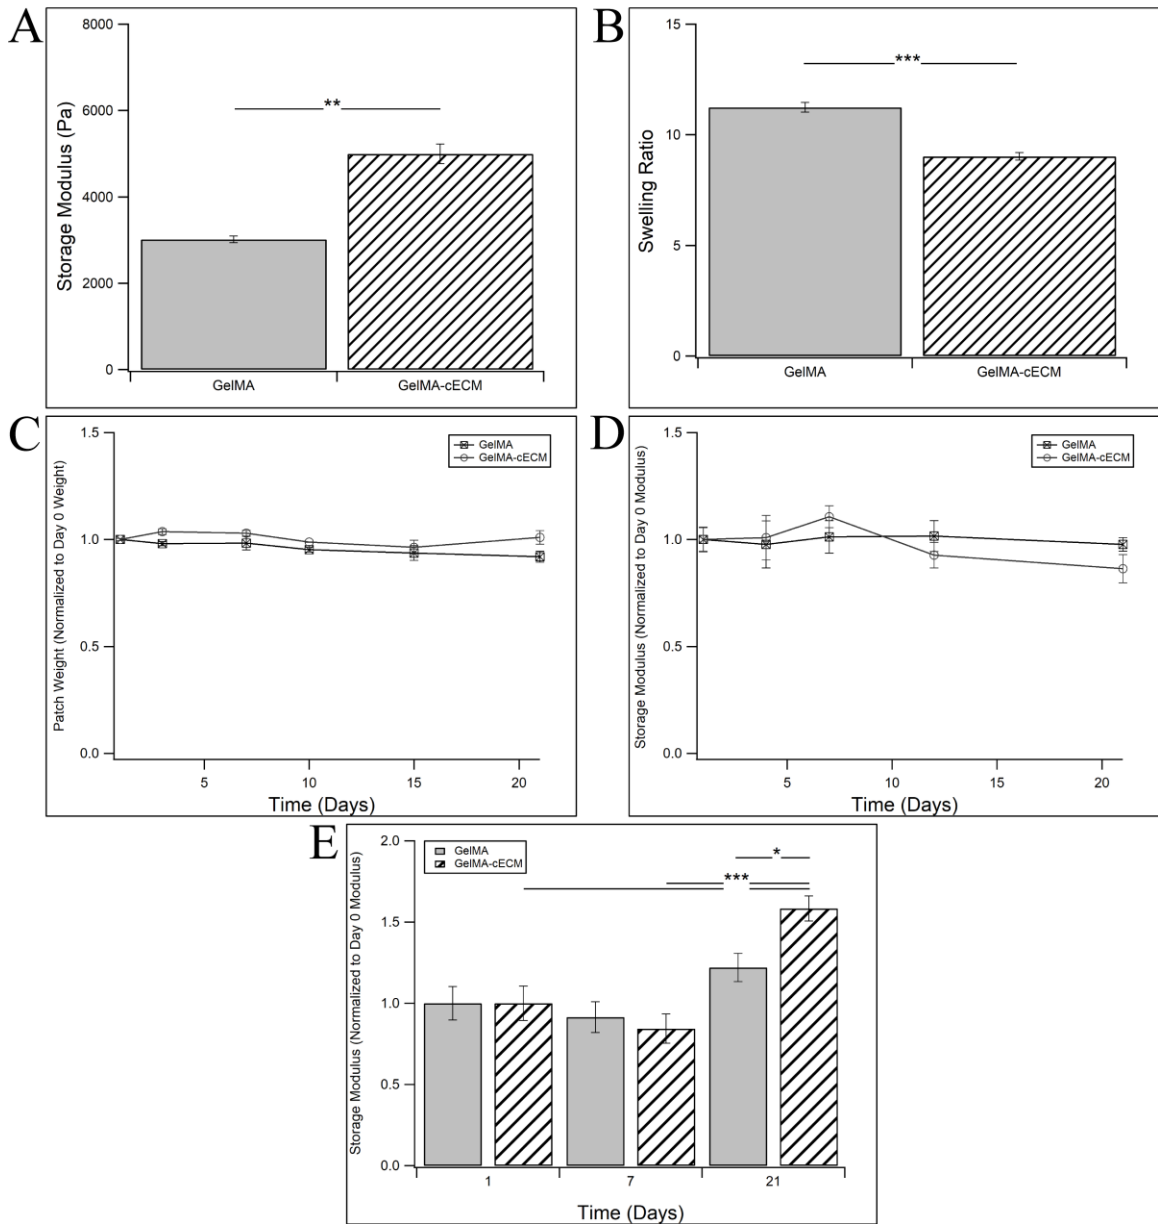 A
8000
6000
4000
2000
0
Storage Modulus (Pa)
**
GelMA
GelMA-cECM
B
15
10
5
0
Swelling Ratio
***
GelMA
GelMA-cECM
C
1.5
1.0
0.5
0.0
Patch Weight (Normalized to Day 0 Weight)
GelMA
GelMA-cECM
5
10
15
20
Time (Days)
D
1.5
1.0
0.5
0.0
Storage Modulus (Normalized to Day 0 Modulus)
GelMA
GelMA-cECM
5
10
15
20
Time (Days)
E
2.0
1.5
1.0
0.5
0.0
Storage Modulus (Normalized to Day 0 Modulus)
GelMA
GelMA-cECM
*
***
1
7
21
Time (Days)